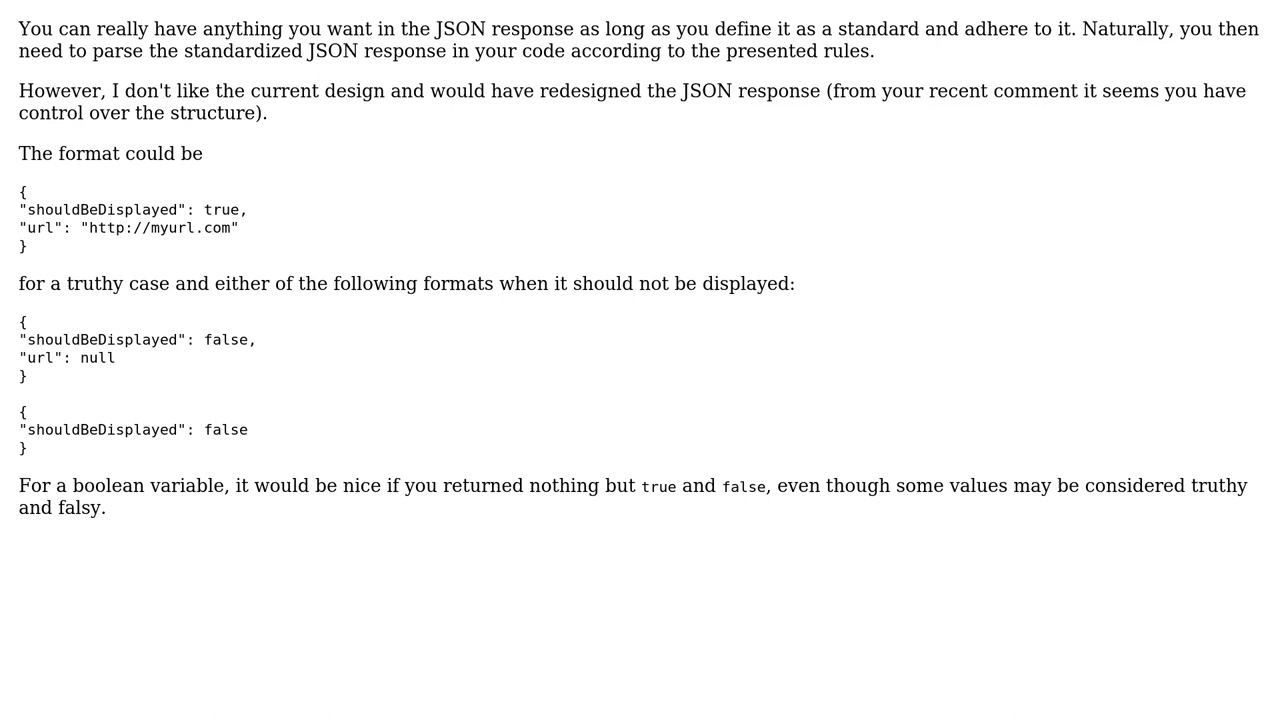 You can really have anything you want in the JSON response as long as you define it as a standard and adhere to it. Naturally, you then
need to parse the standardized JSON response in your code according to the presented rules.
However, I don't like the current design and would have redesigned the JSON response (from your recent comment it seems you have
control over the structure).
The format could be
{
"shouldBeDisplayed": true,
"url": "http://myurl.com"
}
for a truthy case and either of the following formats when it should not be displayed:
{
"shouldBeDisplayed": false,
"url": null
}
{
"shouldBeDisplayed": false
}
For a boolean variable, it would be nice if you returned nothing but true and false, even though some values may be considered truthy
and falsy.